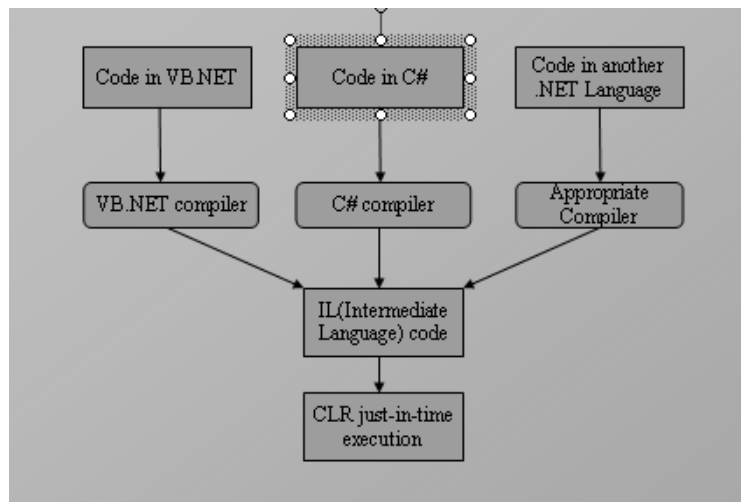 Code in VB.NET
Code in C#
Code in another
.NET Language
VB.NET compiler
C# compiler
Appropriate
Compiler
IL(Intermediate
Language) code
CLR just-in-time
execution